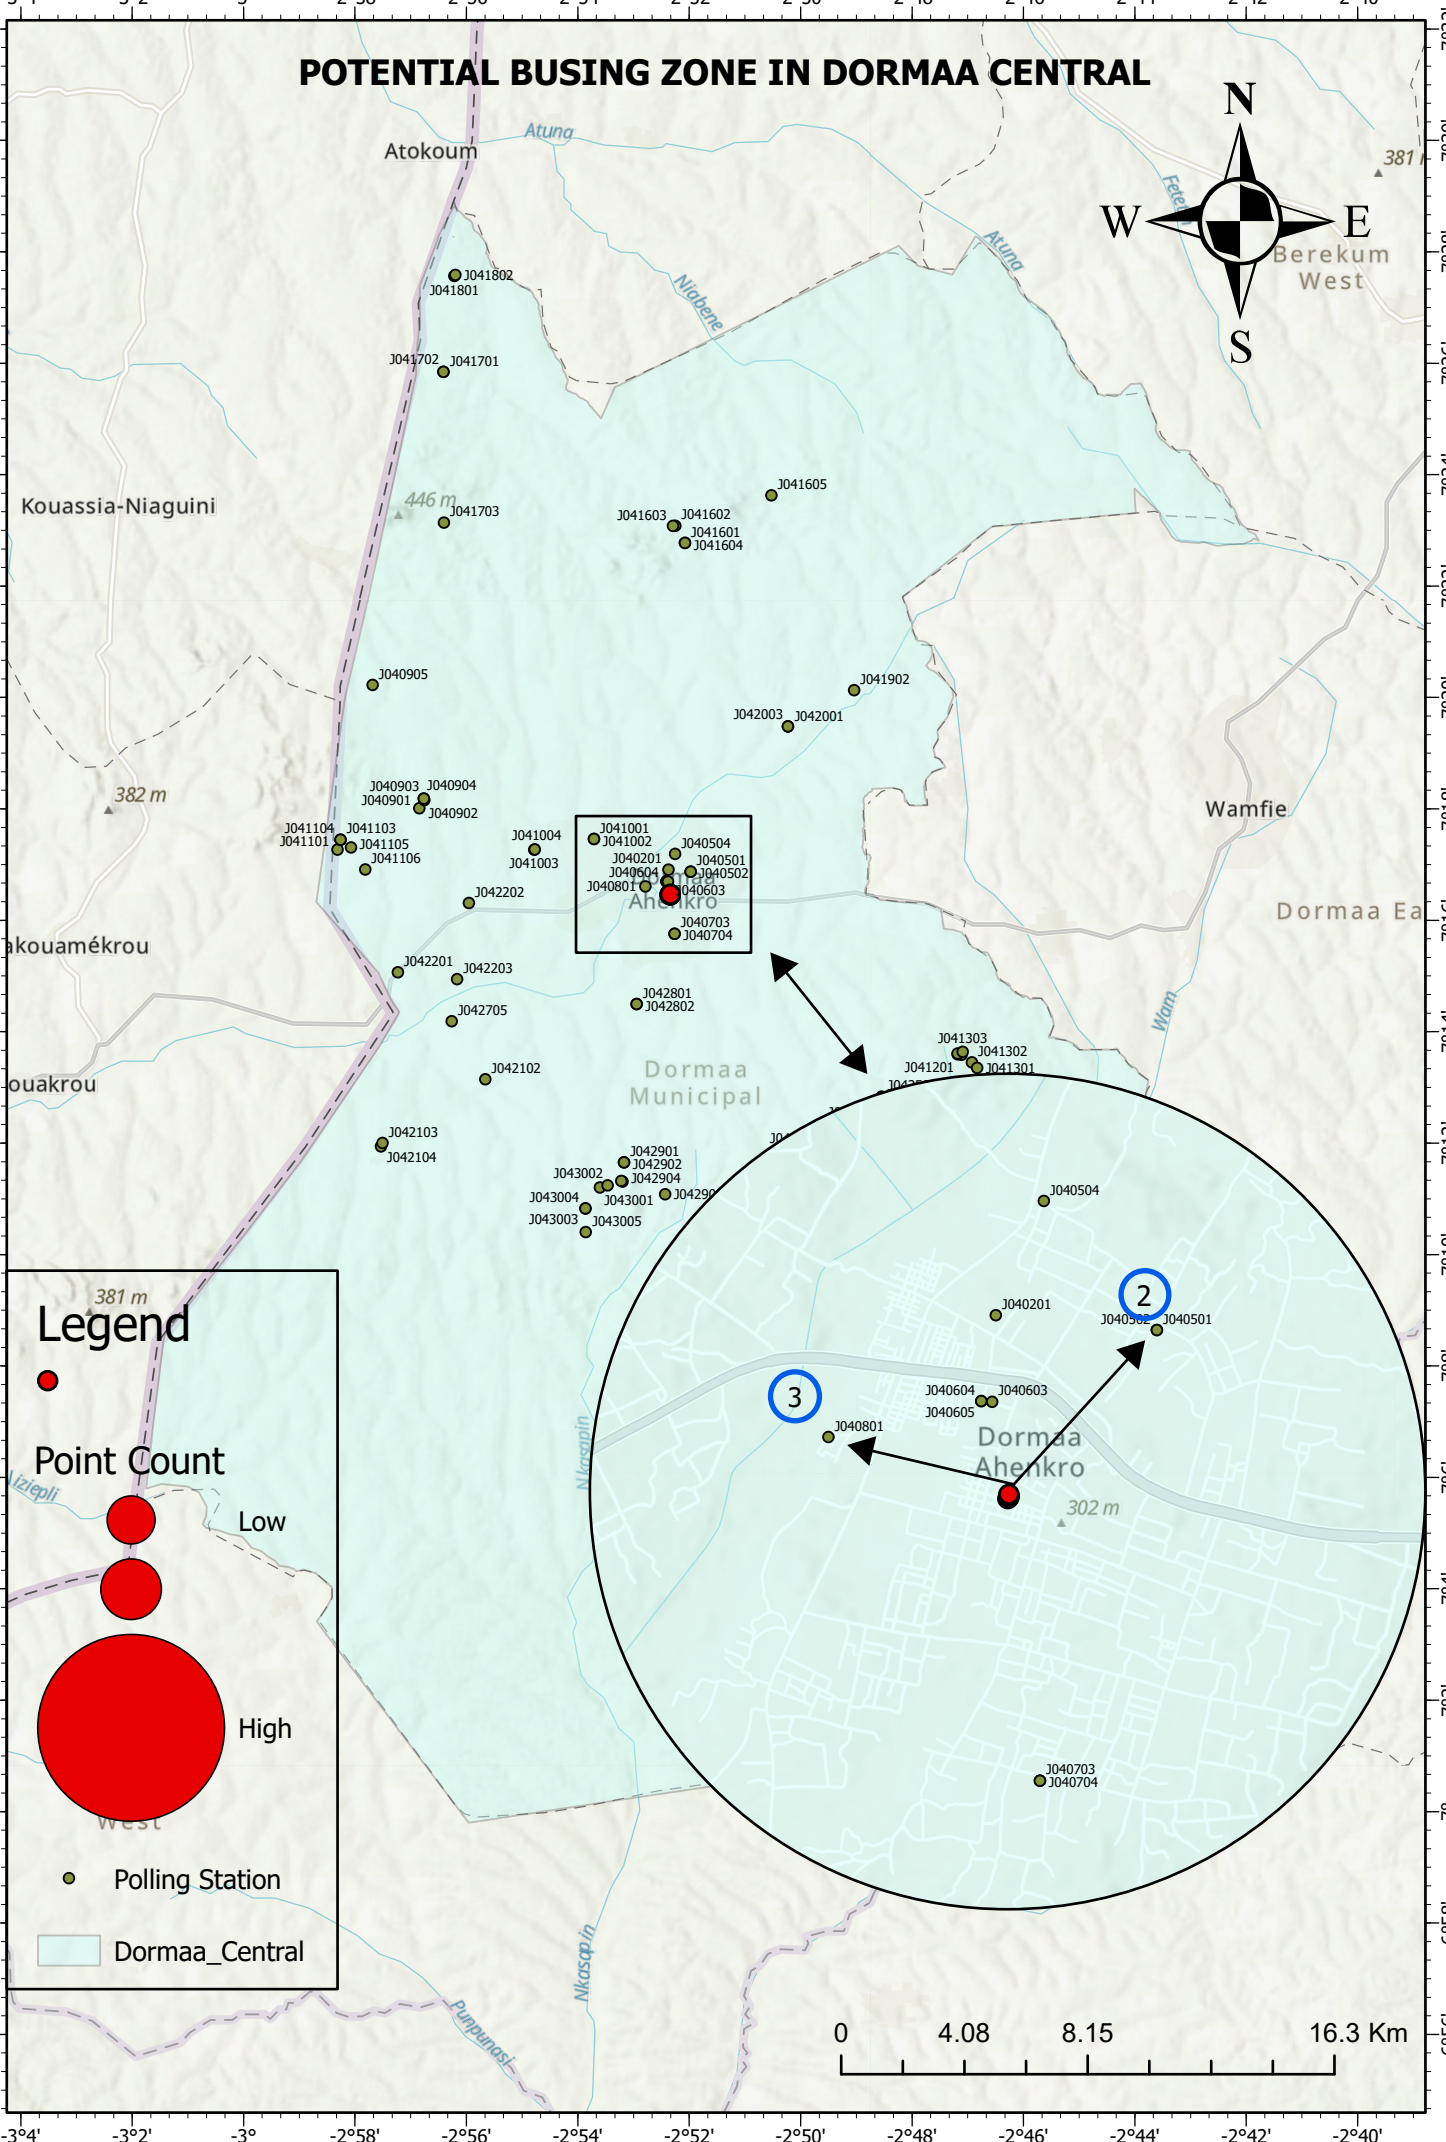 POTENTIAL BUSING ZONE IN DORMAA CENTRAL
N
W
E
S
Atuna
Atokoum
381
Atuna
Berekum
West
Niabene
J041802
J041801
J041702
J041701
Kouassia-Niaguini
446 m
J041703
J041605
J041603
J041602
J041601
J041604
J040905
J041902
J042003
J042001
382 m
J040903
J040904
J040901
J040902
Wamfie
J041104
J041103
J041101
J041105
J041106
J041004
J041003
J041001
J041002
J040504
J040201
J040501
J040604
J040502
J040801
J040603
Dormaa
Ahenkro
J040703
J040704
J042202
Dormaa Ea
akouamékrou
J042201
J042203
J042801
J042802
J042705
Wam
J041303
J041302
J041201
J041301
ouakrou
J042102
Dormaa
Municipal
J042103
J042104
J042901
J042902
J042904
J043002
J043001
J043004
J043003
J043005
J040504
J040201
2
J040502
J040501
3
J040604
J040603
J040605
J040801
Dormaa
Ahenkro
302 m
J040703
J040704
Nkasapin
381 m
Legend
Point Count
Low
High
West
Polling Station
Dormaa_Central
Nkasapin
Punpunasi
0
4.08
8.15
16.3 Km
-3°4'
-3°2'
-3°
-2°58'
-2°56'
-2°54'
-2°52'
-2°50'
-2°48'
-2°46'
-2°44'
-2°42'
-2°40'